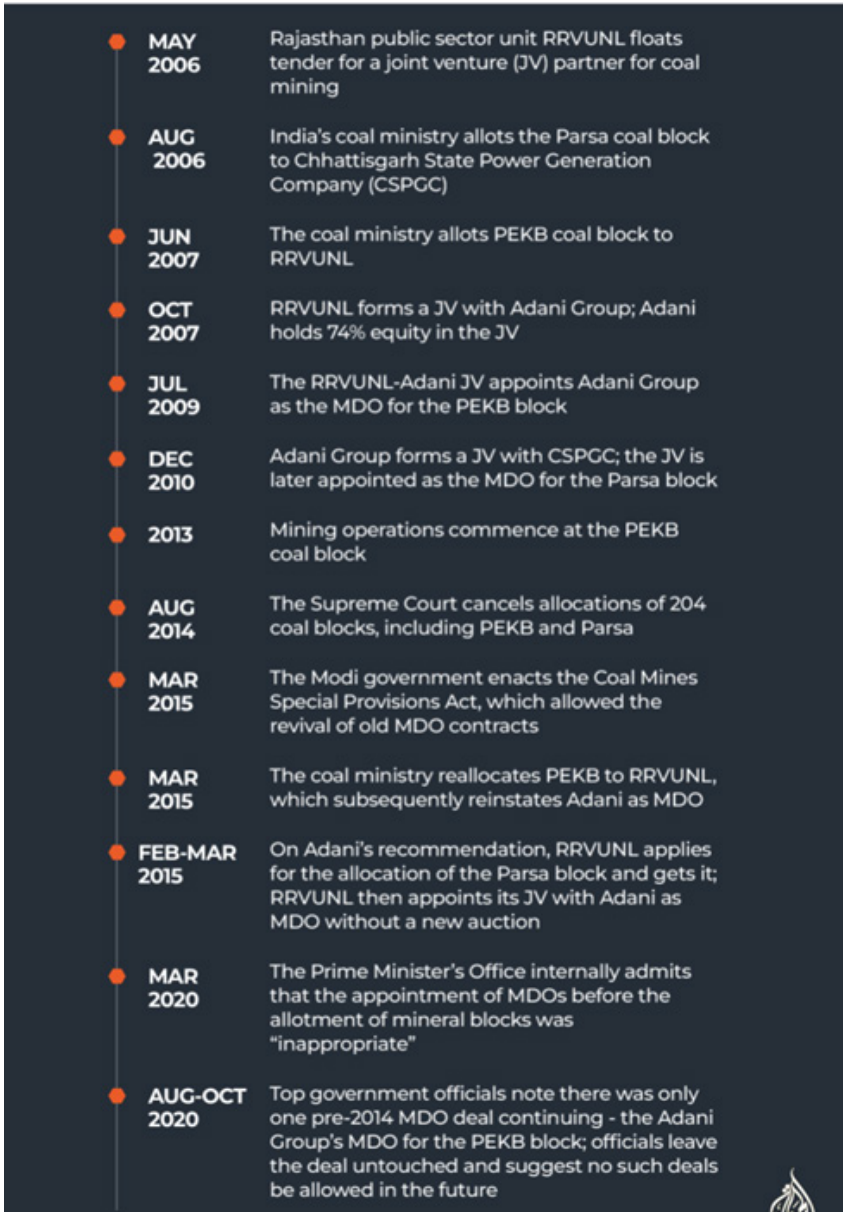 MAY
2006
Rajasthan public sector unit RRVUNL floats
tender for a joint venture (JV) partner for coal
mining
AUG
2006
India's coal ministry allots the Parsa coal block
to Chhattisgarh State Power Generation
Company (CSPGC)
JUN
2007
The coal ministry allots PEKB coal block to
RRVUNL
OCT
2007
RRVUNL forms a JV with Adani Group; Adani
holds 74% equity in the JV
JUL
2009
The RRVUNL-Adani JV appoints Adani Group
as the MDO for the PEKB block
DEC
2010
Adani Group forms a JV with CSPGC; the JV is
later appointed as the MDO for the Parsa block
2013
Mining operations commence at the PEKB
coal block
AUG
2014
The Supreme Court cancels allocations of 204
coal blocks, including PEKB and Parsa
MAR
2015
The Modi government enacts the Coal Mines
Special Provisions Act, which allowed the
revival of old MDO contracts
MAR
2015
The coal ministry reallocates PEKB to RRVUNL,
which subsequently reinstates Adani as MDO
FEB-MAR
2015
On Adani's recommendation, RRVUNL applies
for the allocation of the Parsa block and gets it;
RRVUNL then appoints its JV with Adani as
MDO without a new auction
MAR
2020
The Prime Minister's Office internally admits
that the appointment of MDOs before the
allotment of mineral blocks was
"inappropriate"
AUG-OCT
2020
Top government officials note there was only
one pre-2014 MDO deal continuing - the Adani
Group's MDO for the PEKB block; officials leave
the deal untouched and suggest no such deals
be allowed in the future